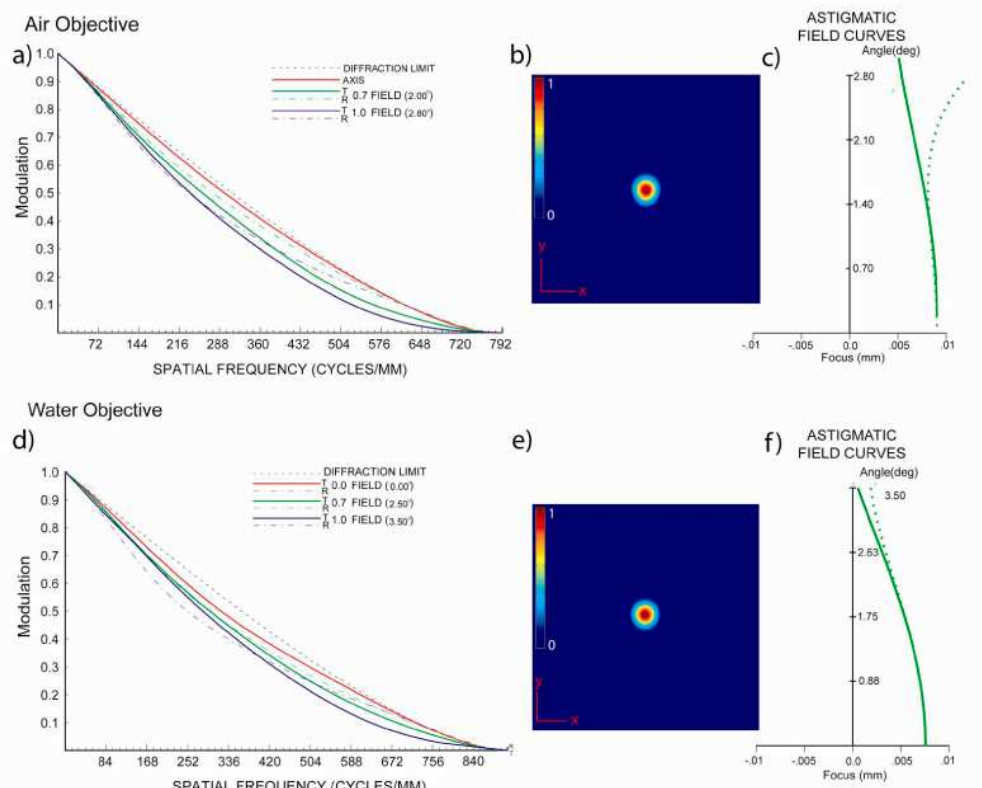 Air Objective
a)
1.0
0.9
0.8
0.7
0.6
0.5
0.4
0.3
0.2
0.1
Modulation
DIFFRACTION LIMIT
AXIS
T
R 0.7 FIELD (2.00°)
T
R 1.0 FIELD (2.80°)
72 144 216 288 360 432 504 576 648 720 792
SPATIAL FREQUENCY (CYCLES/MM)
b)
1
0
y
x
ASTIGMATIC
FIELD CURVES
c)
Angle(deg)
2.80
2.10
1.40
0.70
-.01 -.005 0.0 .005 .01
Focus (mm)
Water Objective
d)
1.0
0.9
0.8
0.7
0.6
0.5
0.4
0.3
0.2
0.1
Modulation
DIFFRACTION LIMIT
T
R 0.0 FIELD (0.00°)
T
R 0.7 FIELD (2.50°)
T
R 1.0 FIELD (3.50°)
84 168 252 336 420 504 588 672 756 840
SPATIAL FREQUENCY (CYCLES/MM)
e)
1
0
y
x
f)
ASTIGMATIC
FIELD CURVES
Angle(deg)
3.50
2.63
1.75
0.88
-.01 -.005 0.0 .005 .01
Focus (mm)